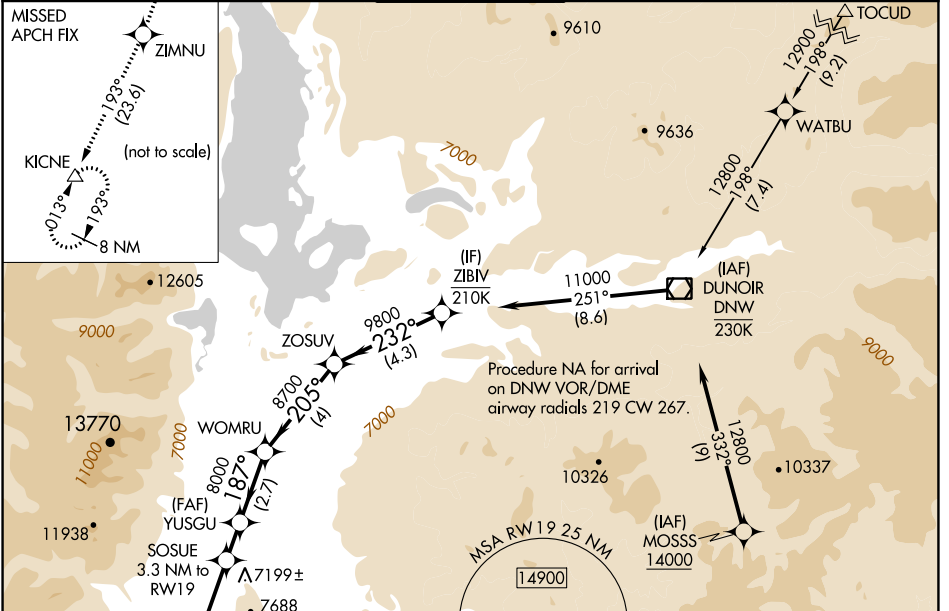 MISSED
APCH FIX
ZIMNU
193°
(23.6)
(not to scale)
KICNE
013°
193°
8 NM
9610
TOCUD
12900
198°
(9.2)
WATBU
9636
7000
12800
198°
(7.4)
12605
(IF)
ZIBIV
210K
11000
251°
(8.6)
(IAF)
DUNOIR
DNW
230K
9000
9800
232°
(4.3)
ZOSUV
9000
Procedure NA for arrival
on DNW VOR/DME
airway radials 219 CW 267.
8700
205°
(4)
7000
13770
11000
7000
WOMRU
12800
332°
(9)
10326
10337
8000
187°
(2.7)
(FAF)
YUSGU
11938
(IAF)
MOSSS
14000
SOSUE
3.3 NM to
RW19
7199±
MSA RW 19 25 NM
14900
7688